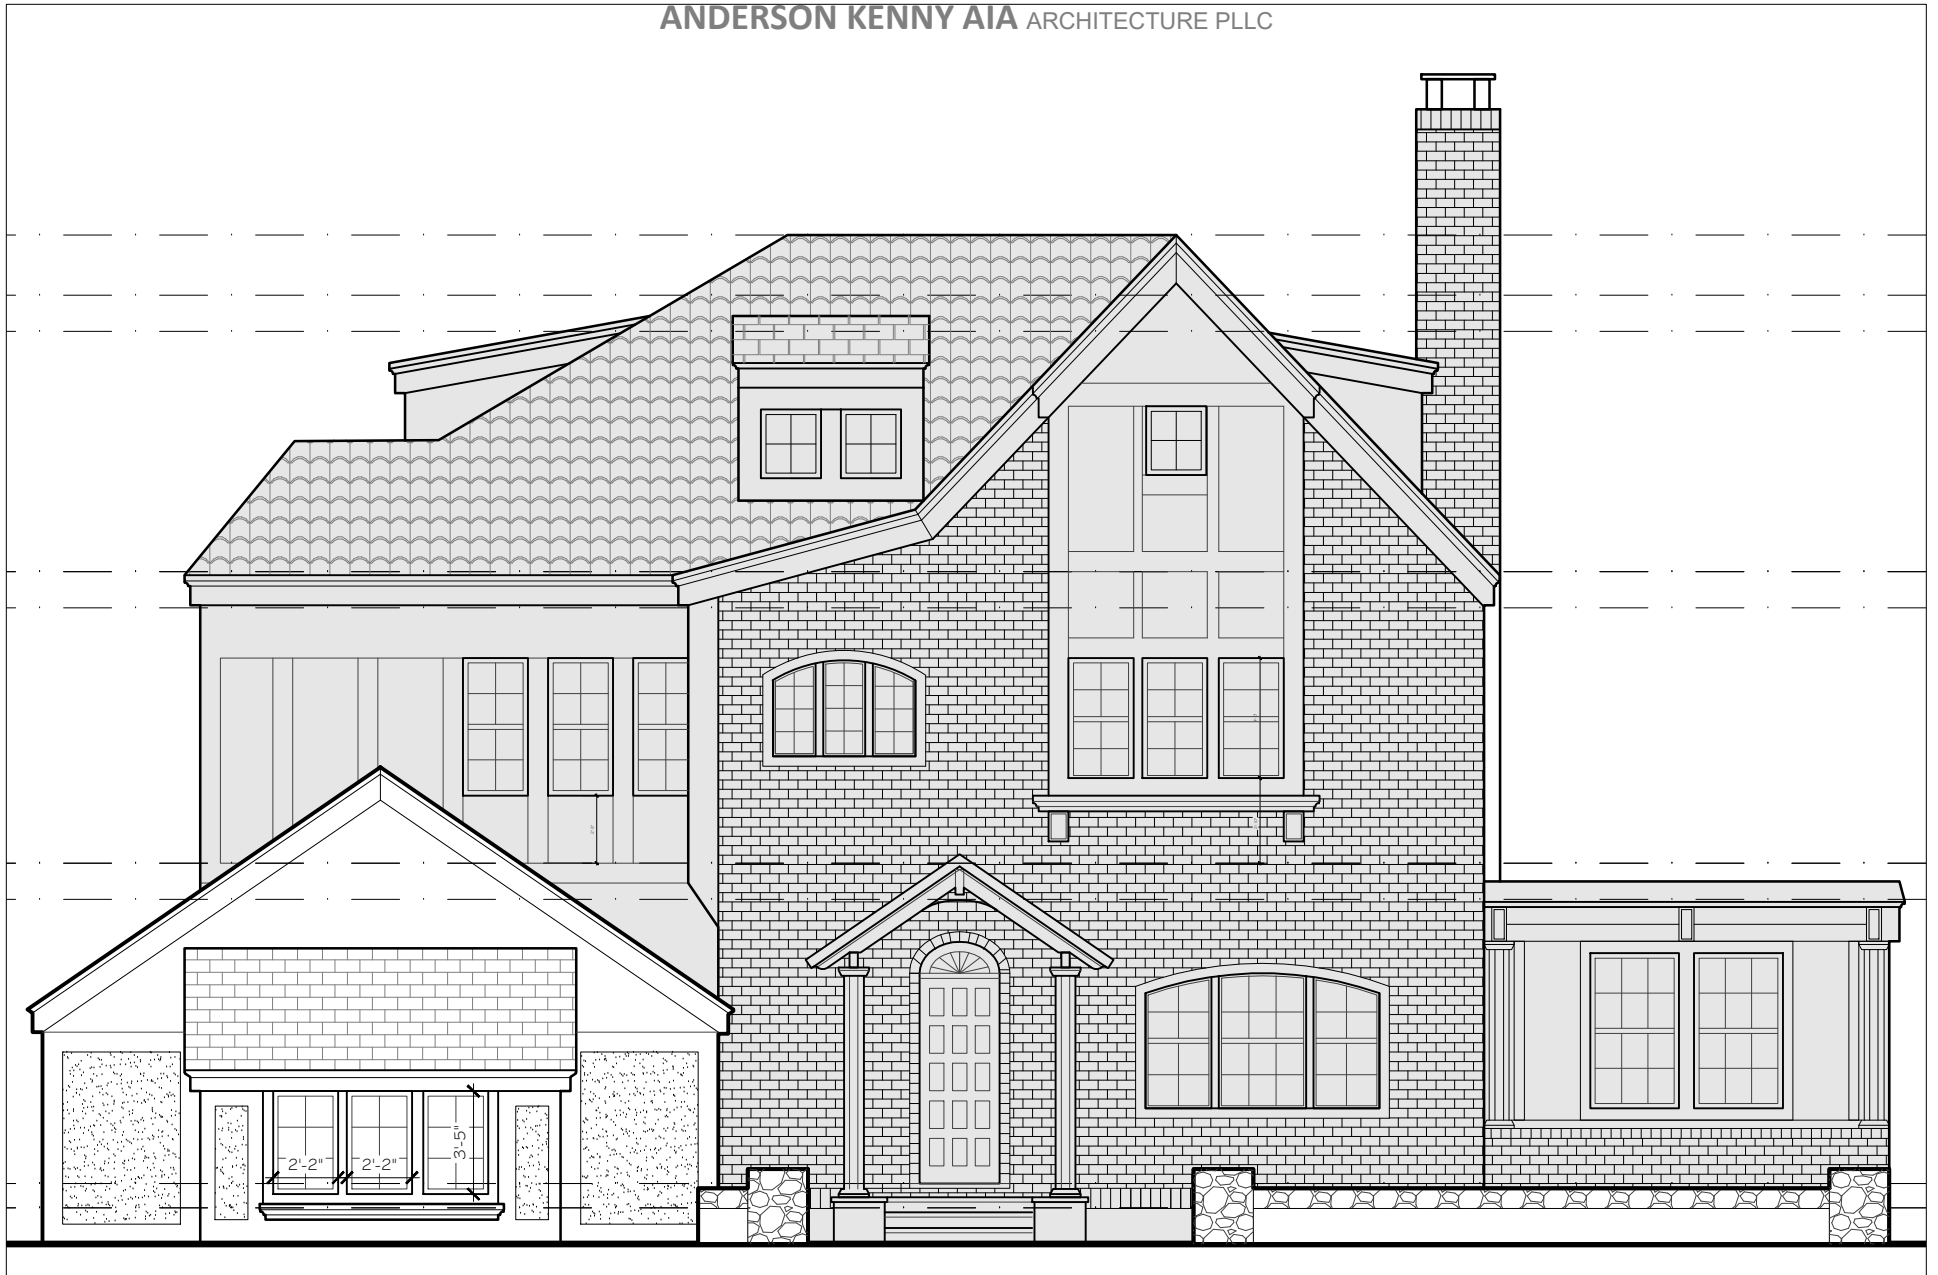 ANDERSON KENNY AIA ARCHITECTURE PLLC
2'-2" 2'-2" 3'-5"